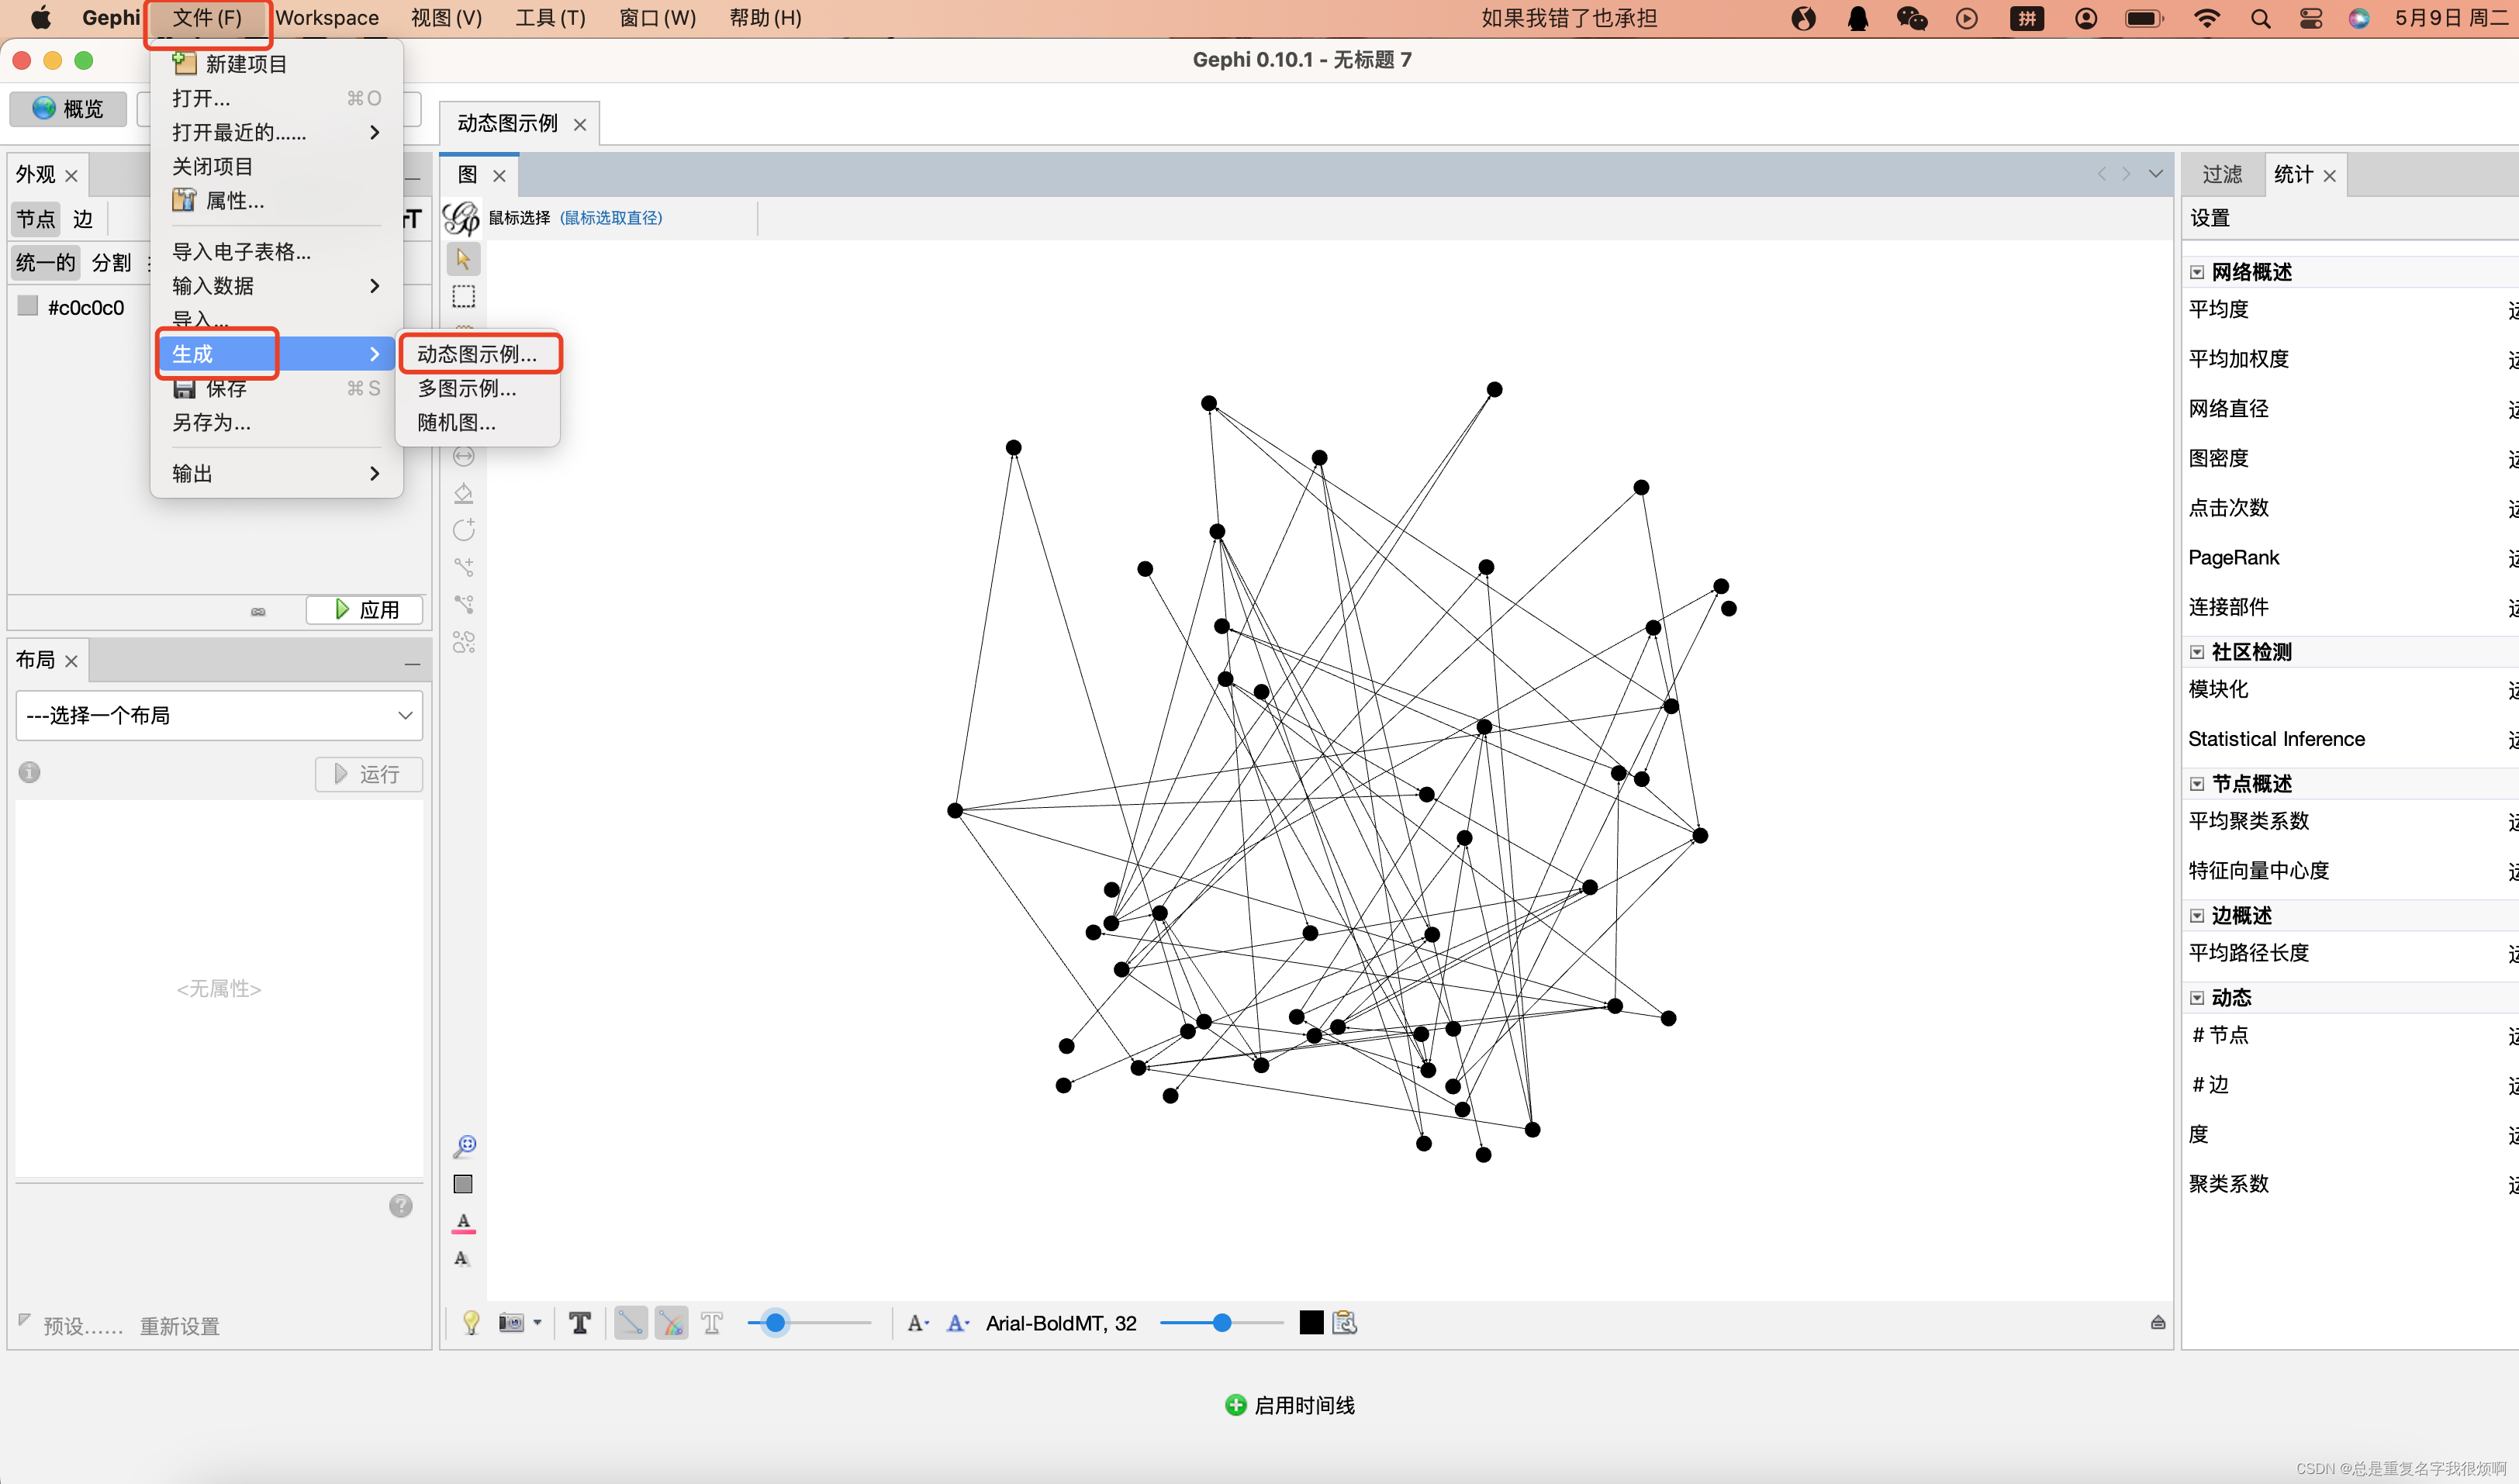 Gephi 文件(F) Workspace 视图(V) 工具(T) 窗口(W) 帮助(H) 如果我错了也承担 拼 5月9日 周二
Gephi 0.10.1 - 无标题 7
概览
动态图示例
新建项目
打开... ⌘O
打开最近的......
关闭项目
属性...
导入电子表格...
输入数据
导入...
生成
保存 ⌘S
另存为...
输出
动态图示例...
多图示例...
随机图...
外观
节点 边
统一的 分割
#c0c0c0
应用
布局
---选择一个布局
运行
<无属性>
预设...... 重新设置
图
鼠标选择 (鼠标选取直径)
Arial-BoldMT, 32
启用时间线
过滤 统计
设置
网络概述
平均度
平均加权度
网络直径
图密度
点击次数
PageRank
连接部件
社区检测
模块化
Statistical Inference
节点概述
平均聚类系数
特征向量中心度
边概述
平均路径长度
动态
# 节点
# 边
度
聚类系数
CSDN @总是重复名字我很烦啊